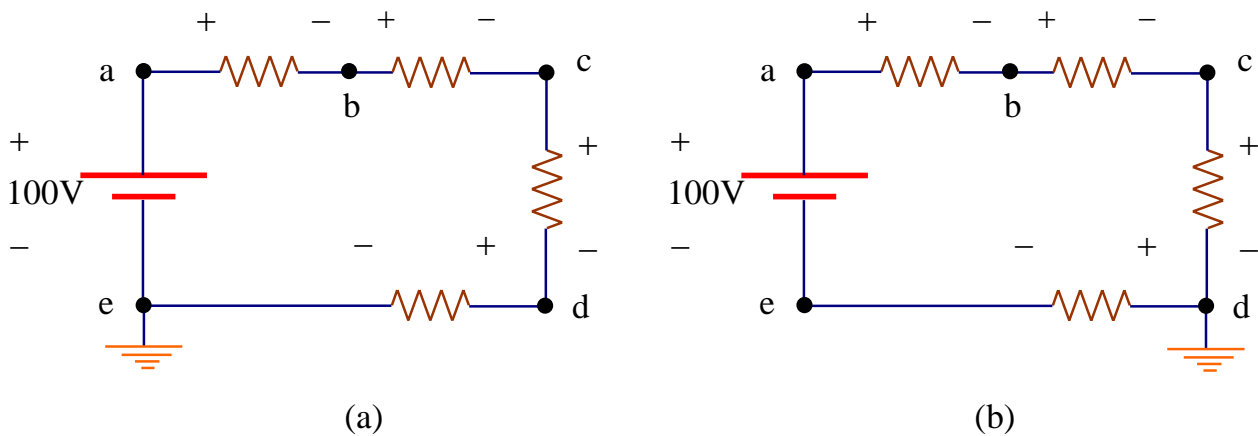 + − + − + − + −
a c a c
b b
+ + + +
100V 100V
− − + − − − + −
e d e d
(a) (b)